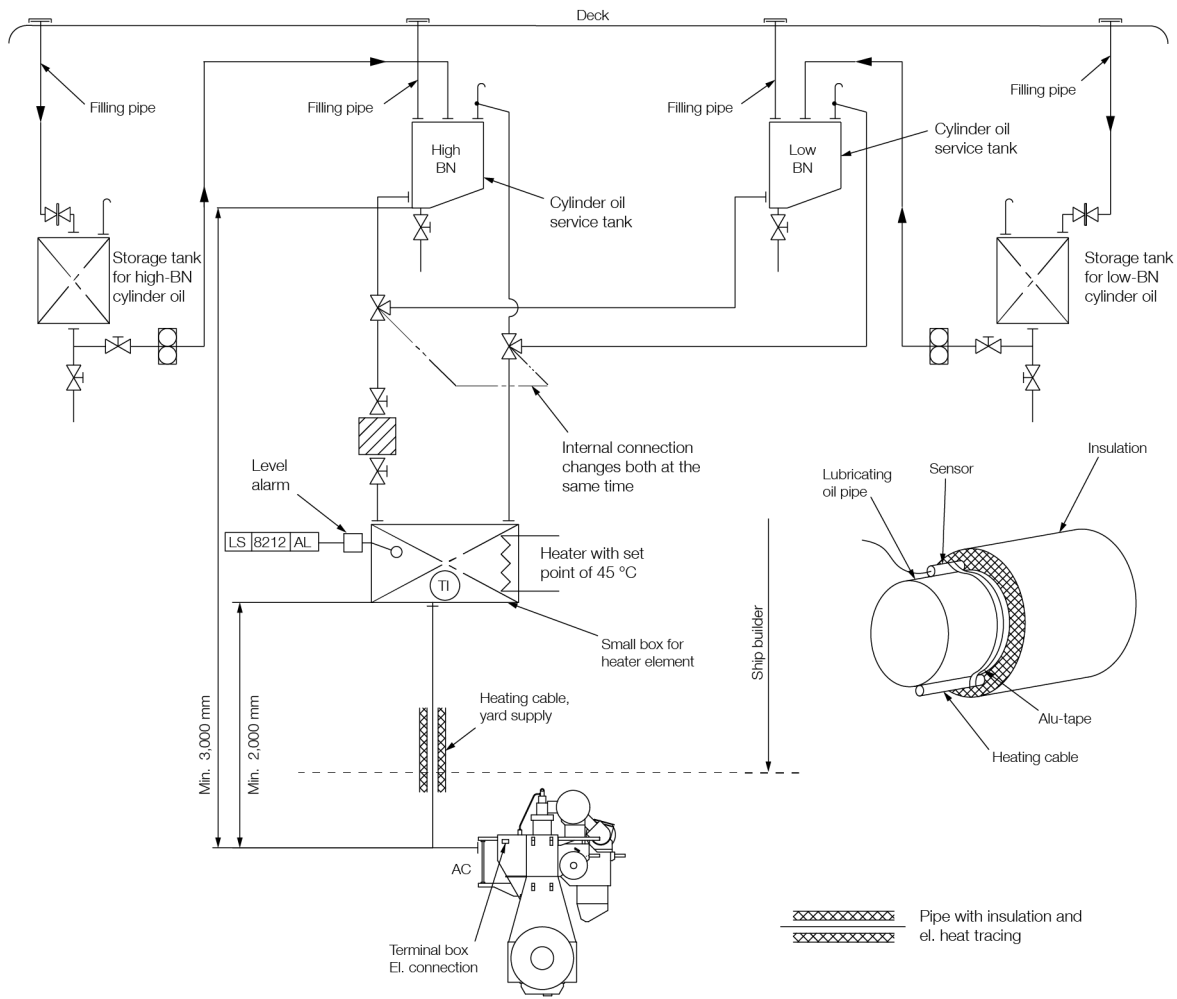 Deck
Filling pipe
Filling pipe
Filling pipe
Filling pipe
High
BN
Low
BN
Cylinder oil
service tank
Cylinder oil
service tank
Storage tank
for high-BN
cylinder oil
Storage tank
for low-BN
cylinder oil
Internal connection
changes both at the
same time
Level
alarm
LS 8212 AL
TI
Heater with set
point of 45 °C
Small box for
heater element
Lubricating
oil pipe
Sensor
Insulation
Alu-tape
Heating cable
Ship builder
Heating cable,
yard supply
Min. 3,000 mm
Min. 2,000 mm
AC
Terminal box
El. connection
Pipe with insulation and
el. heat tracing